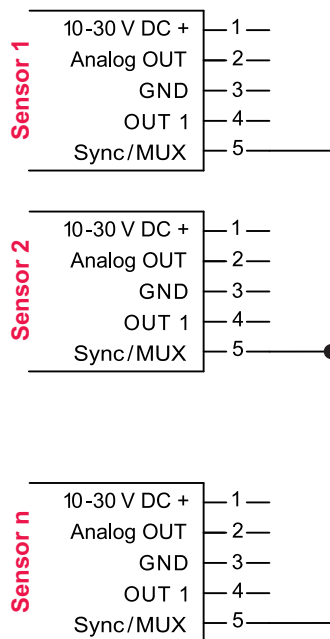 Sensor 1
10-30 V DC + 1
Analog OUT 2
GND 3
OUT 1 4
Sync/MUX 5
Sensor 2
10-30 V DC + 1
Analog OUT 2
GND 3
OUT 1 4
Sync/MUX 5
Sensor n
10-30 V DC + 1
Analog OUT 2
GND 3
OUT 1 4
Sync/MUX 5